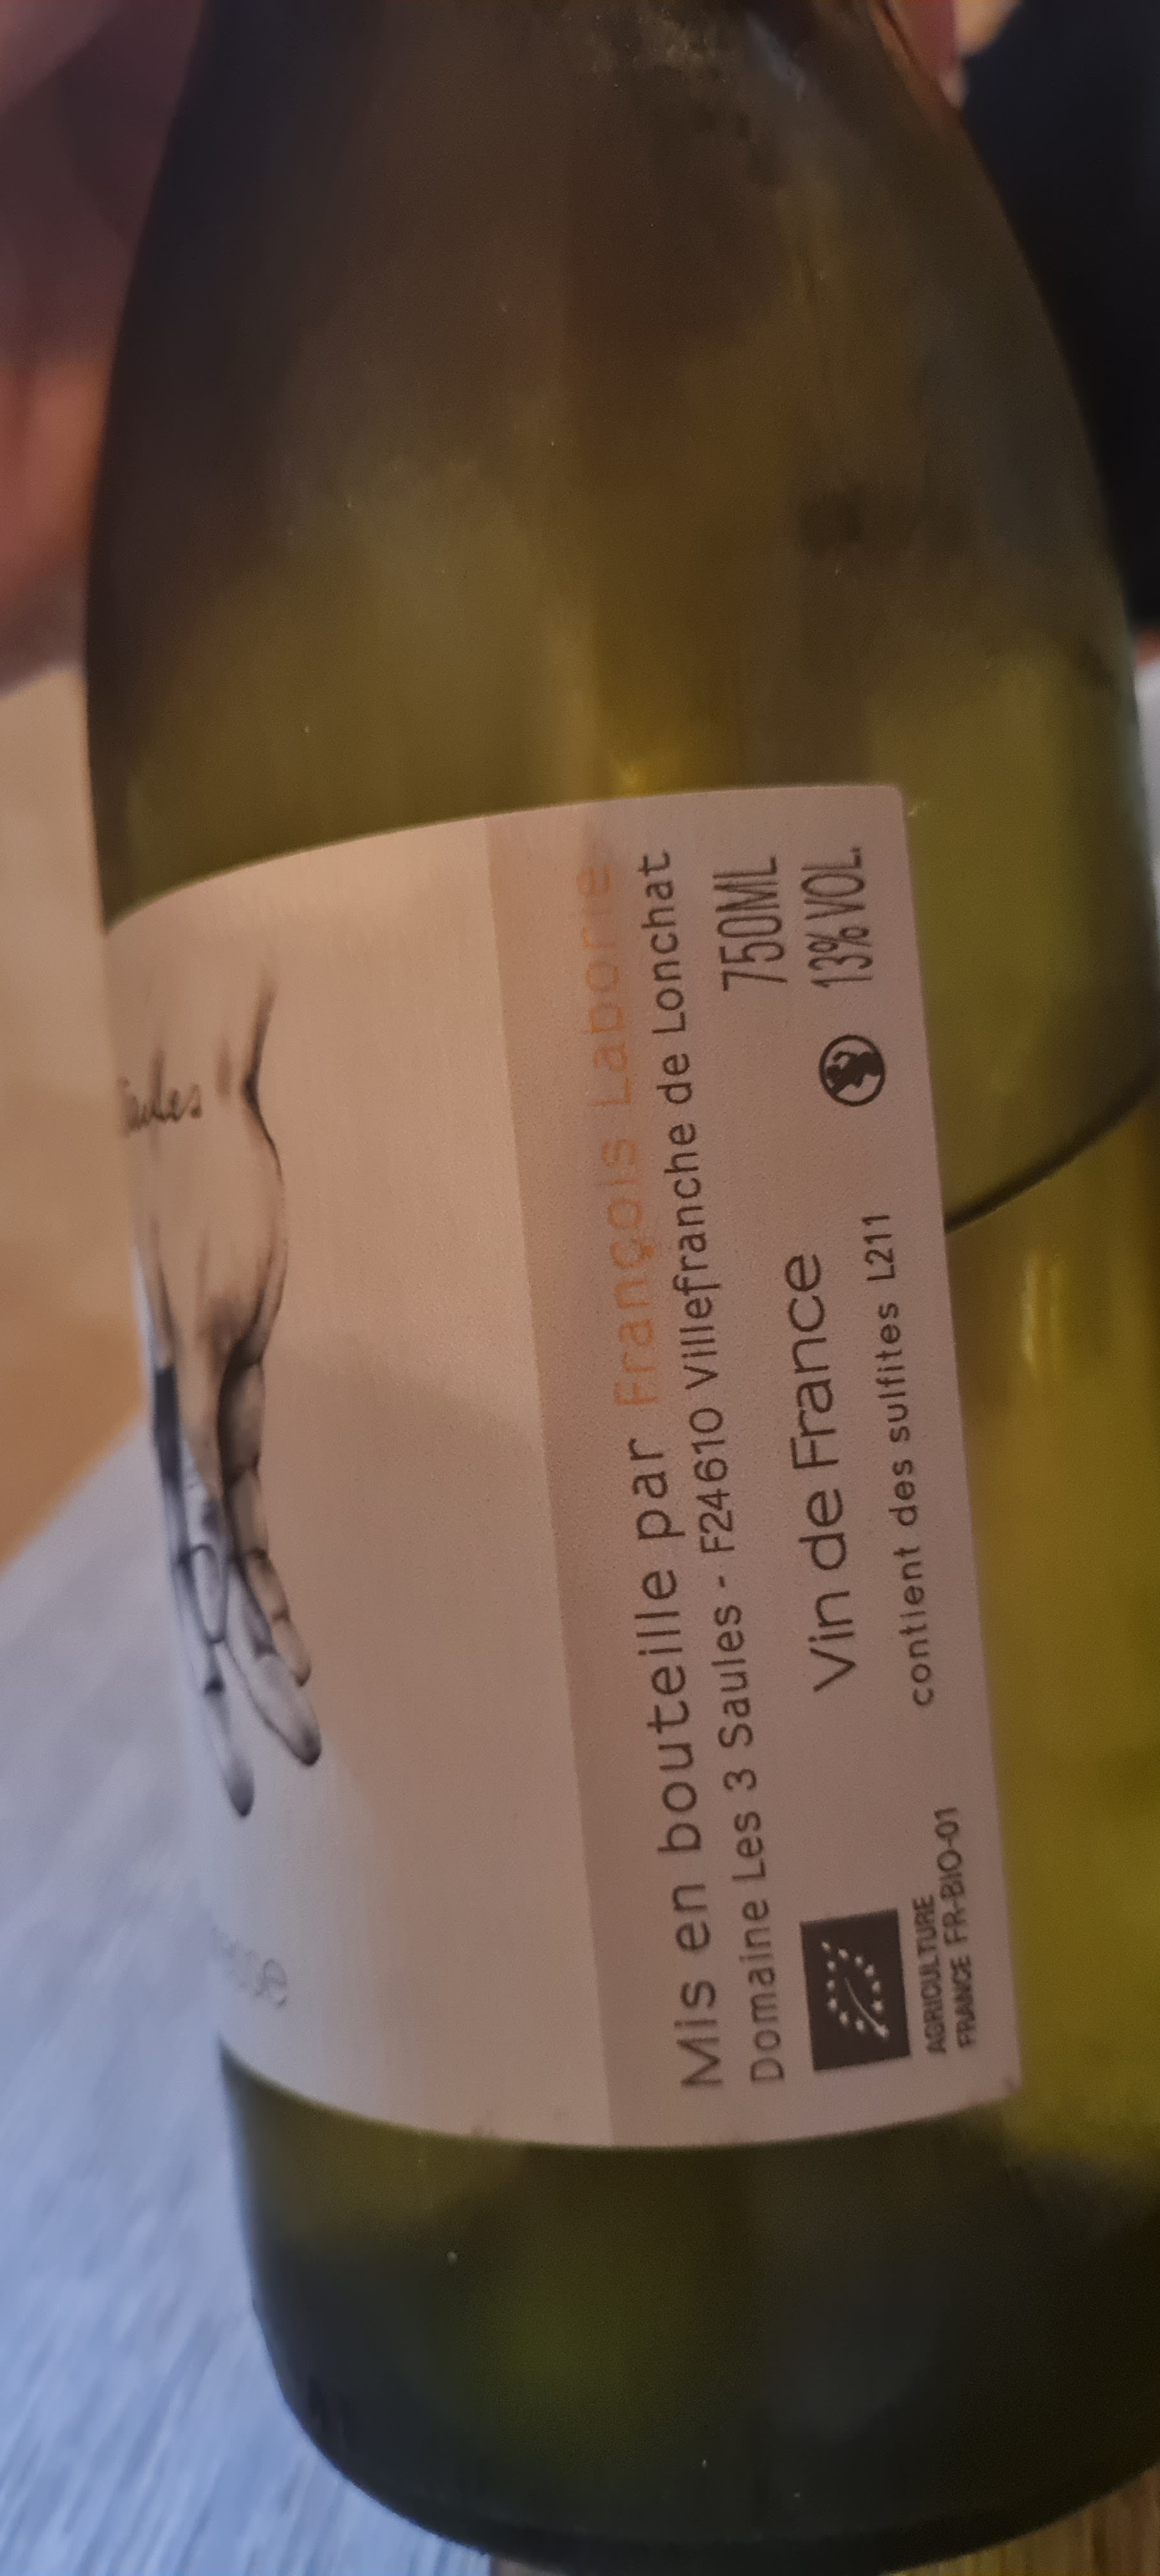 Mis en bouteille par François Laborie
Domaine Les 3 Saules - F24610 Villefranche de Lonchat
750ML
Vin de France
13% VOL.
contient des sulfites L211
AGRICULTURE
FRANCE FR-BIO-01